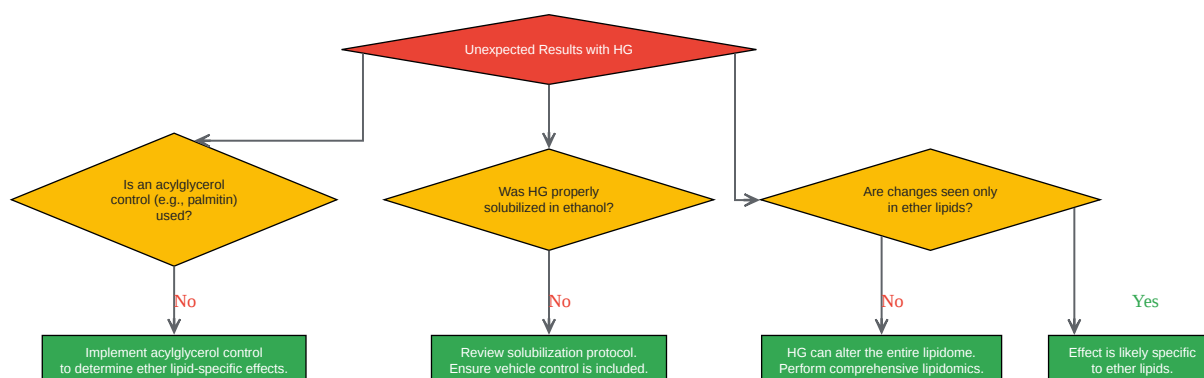 Unexpected Results with HG
Is an acylglycerol
control (e.g., palmitin)
used?
Was HG properly
solubilized in ethanol?
Are changes seen only
in ether lipids?
No
No
No
Yes
Implement acylglycerol control
to determine ether lipid-specific effects.
Review solubilization protocol.
Ensure vehicle control is included.
HG can alter the entire lipidome.
Perform comprehensive lipidomics.
Effect is likely specific
to ether lipids.